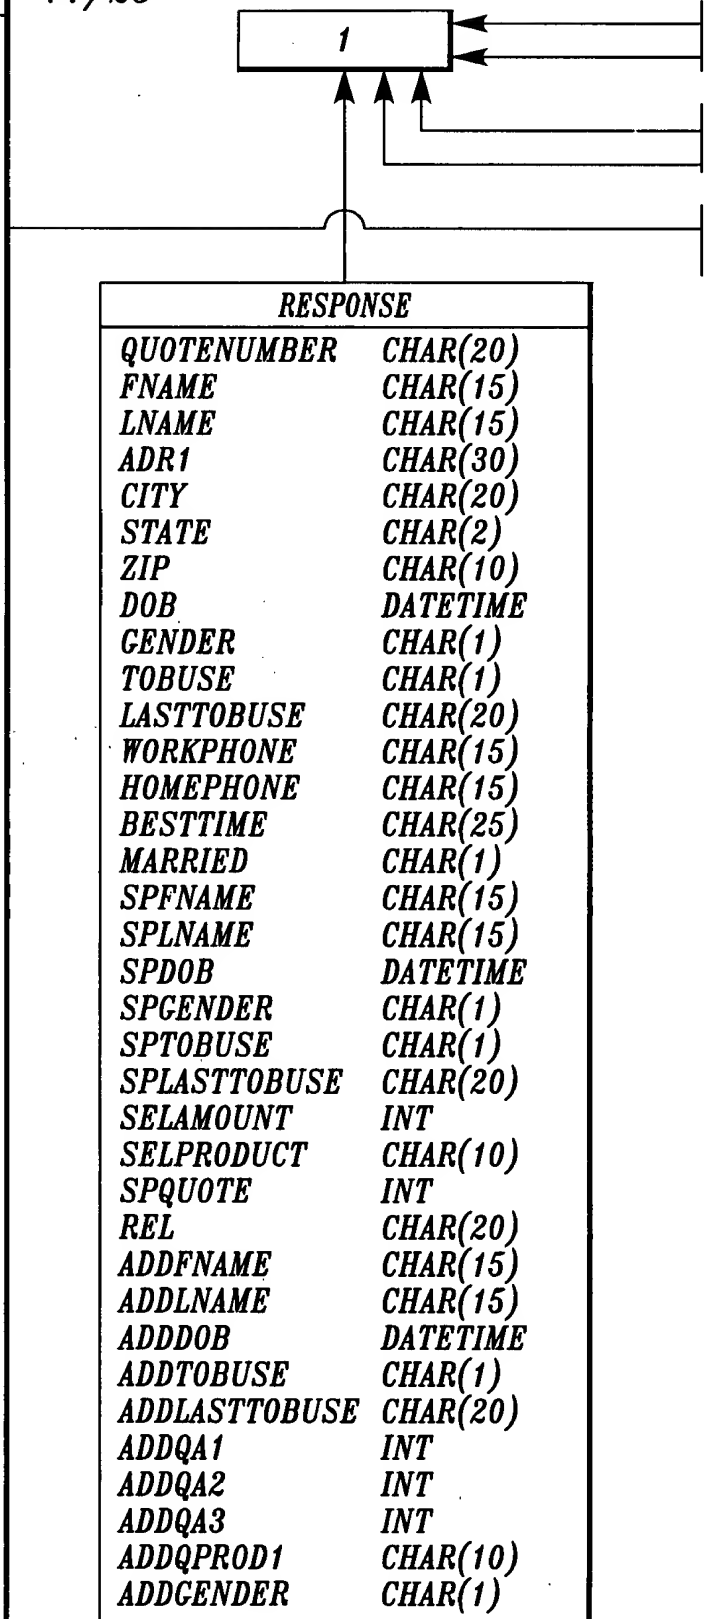 1
RESPONSE
QUOTENUMBER CHAR(20)
FNAME CHAR(15)
LNAME CHAR(15)
ADR1 CHAR(30)
CITY CHAR(20)
STATE CHAR(2)
ZIP CHAR(10)
DOB DATETIME
GENDER CHAR(1)
TOBUSE CHAR(1)
LASTTOBUSE CHAR(20)
WORKPHONE CHAR(15)
HOMEPHONE CHAR(15)
BESTTIME CHAR(25)
MARRIED CHAR(1)
SPFNAME CHAR(15)
SPLNAME CHAR(15)
SPDOB DATETIME
SPGENDER CHAR(1)
SPTOBUSE CHAR(1)
SPLASTTOBUSE CHAR(20)
SELAMOUNT INT
SELPRODUCT CHAR(10)
SPQUOTE INT
REL CHAR(20)
ADDFNAME CHAR(15)
ADDLNAME CHAR(15)
ADDDOB DATETIME
ADDTOBUSE CHAR(1)
ADDLASTTOBUSE CHAR(20)
ADDQA1 INT
ADDQA2 INT
ADDQA3 INT
ADDQPROD1 CHAR(10)
ADDGENDER CHAR(1)